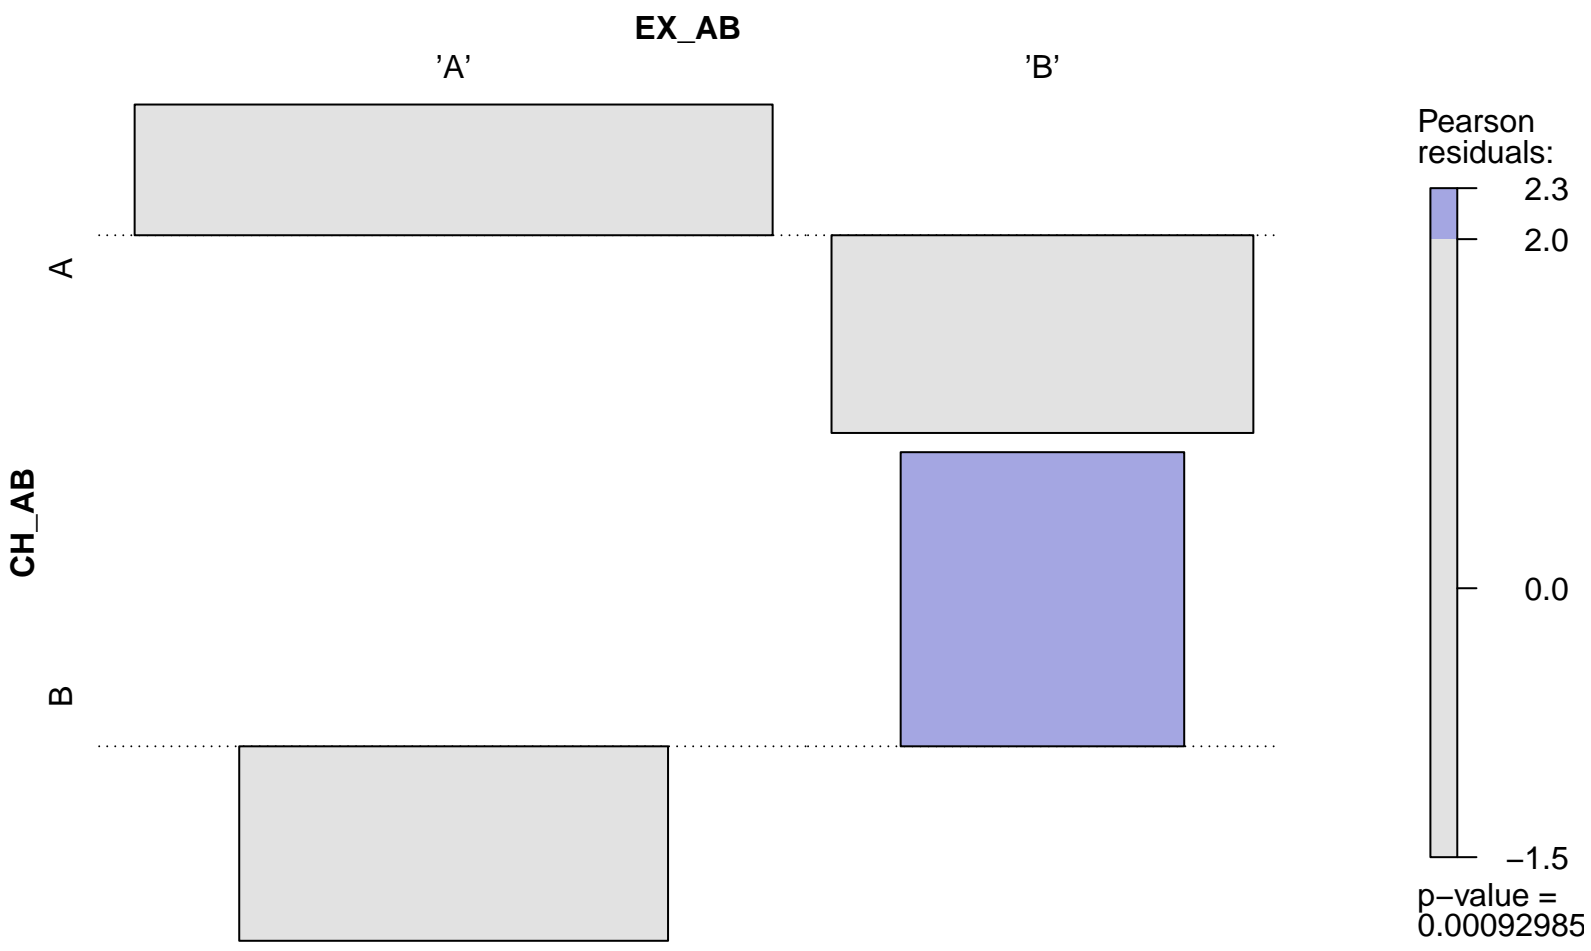 EX_AB
’A’ ’B’
Pearson
residuals:
2.3
2.0
0.0
−1.5
p−value =
0.00092985
CH_AB
A
B